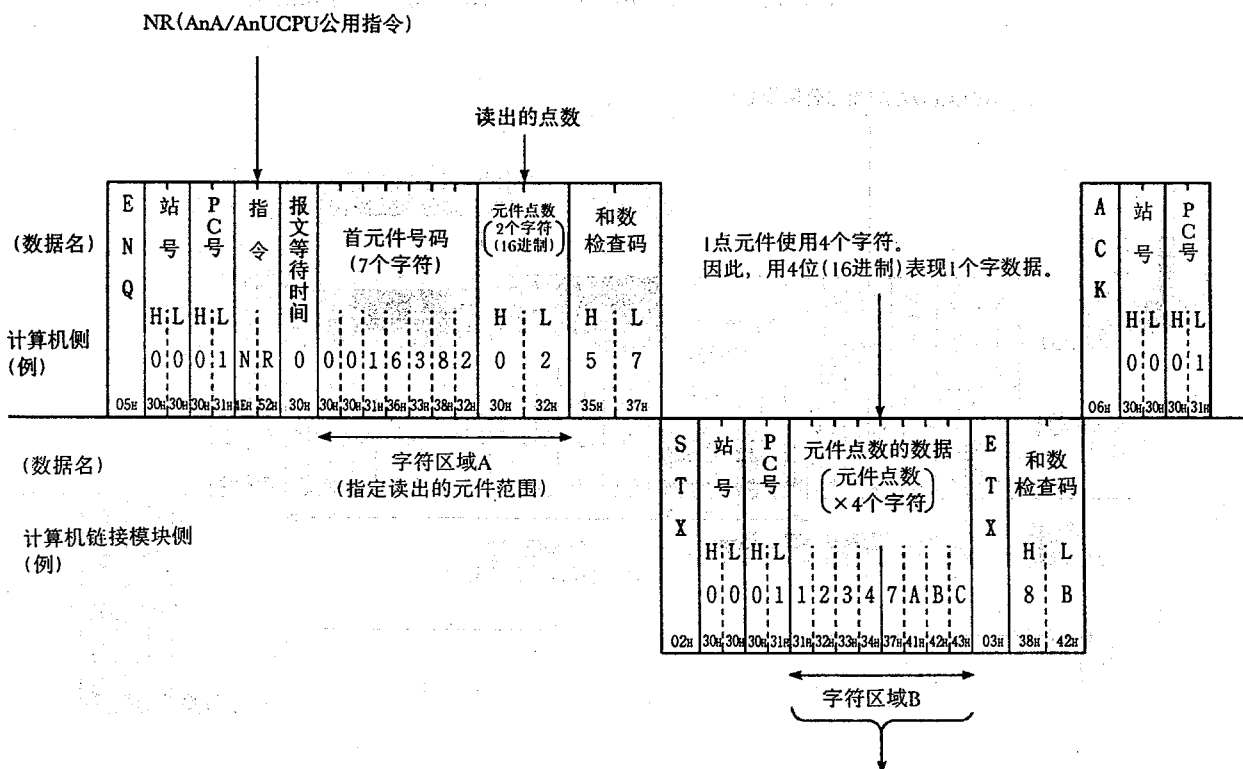 NR(AnA/AnUCPU公用指令)
读出的点数
(数据名)
计算机侧
(例)
ENQ
05H
站号
H L
0 0
30H 30H
PC号
H L
0 1
30H 31H
指令
N R
4EH 52H
报文等待时间
0
30H
首元件号码
(7个字符)
0 0 1 6 3 8 2
30H 30H 31H 36H 33H 38H 32H
元件点数
2个字符
(16进制)
H L
0 2
30H 32H
和数
检查码
H L
5 7
35H 37H
字符区域A
(指定读出的元件范围)
1点元件使用4个字符。
因此，用4位(16进制)表现1个字数据。
ACK
06H
站号
H L
0 0
30H 30H
PC号
H L
0 1
30H 31H
(数据名)
计算机链接模块侧
(例)
STX
02H
站号
H L
0 0
30H 30H
PC号
H L
0 1
30H 31H
元件点数的数据
(元件点数
×4个字符)
1 2 3 4 7 A B C
31H 32H 33H 34H 37H 41H 42H 43H
ETX
03H
和数
检查码
H L
8 B
38H 42H
字符区域B